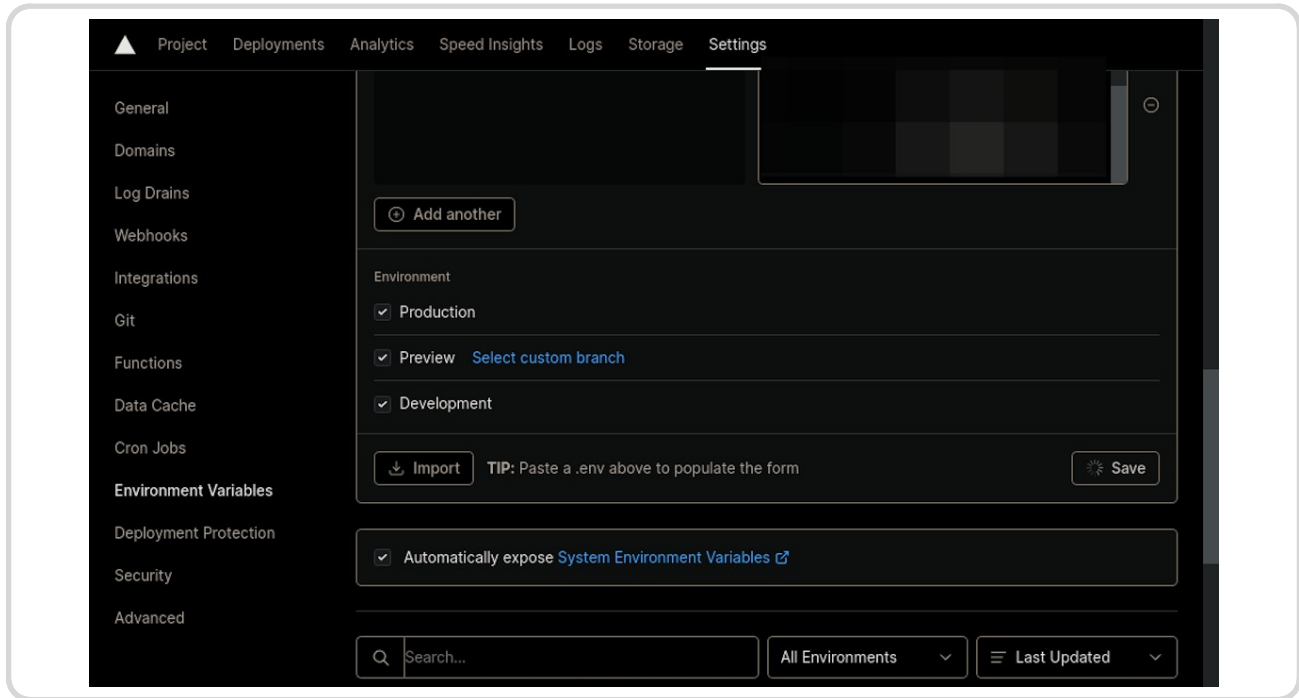 Project Deployments Analytics Speed Insights Logs Storage Settings
General
Domains
Log Drains
Webhooks
Integrations
Git
Functions
Data Cache
Cron Jobs
Environment Variables
Deployment Protection
Security
Advanced
Add another
Environment
Production
Preview Select custom branch
Development
Import TIP: Paste a .env above to populate the form Save
Automatically expose System Environment Variables
Search... All Environments Last Updated